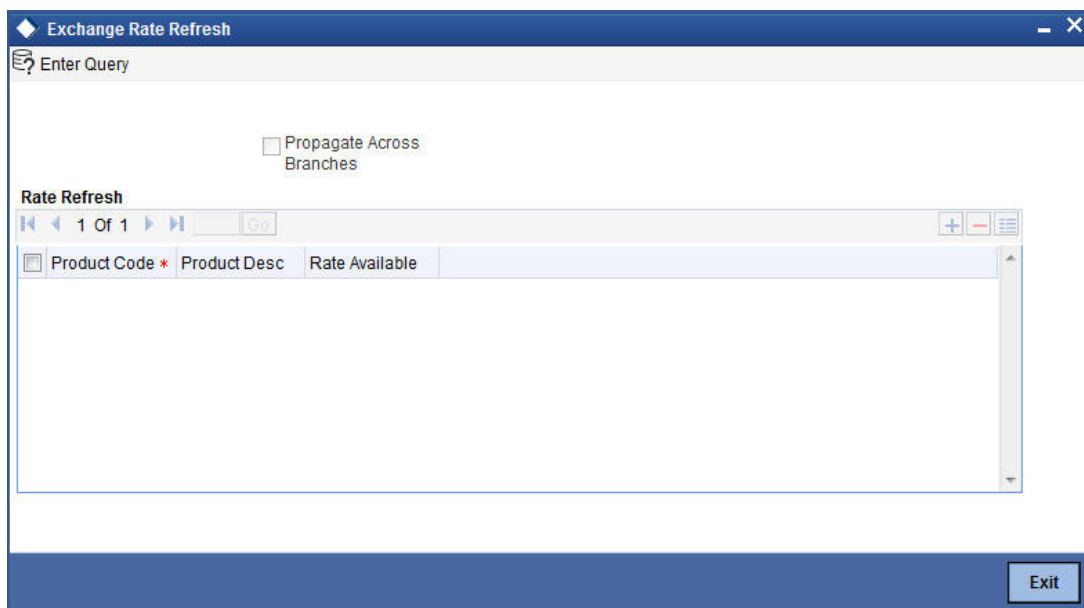 Exchange Rate Refresh
Enter Query
Propagate Across
Branches
Rate Refresh
1 Of 1 Go
Product Code * Product Desc Rate Available
Exit